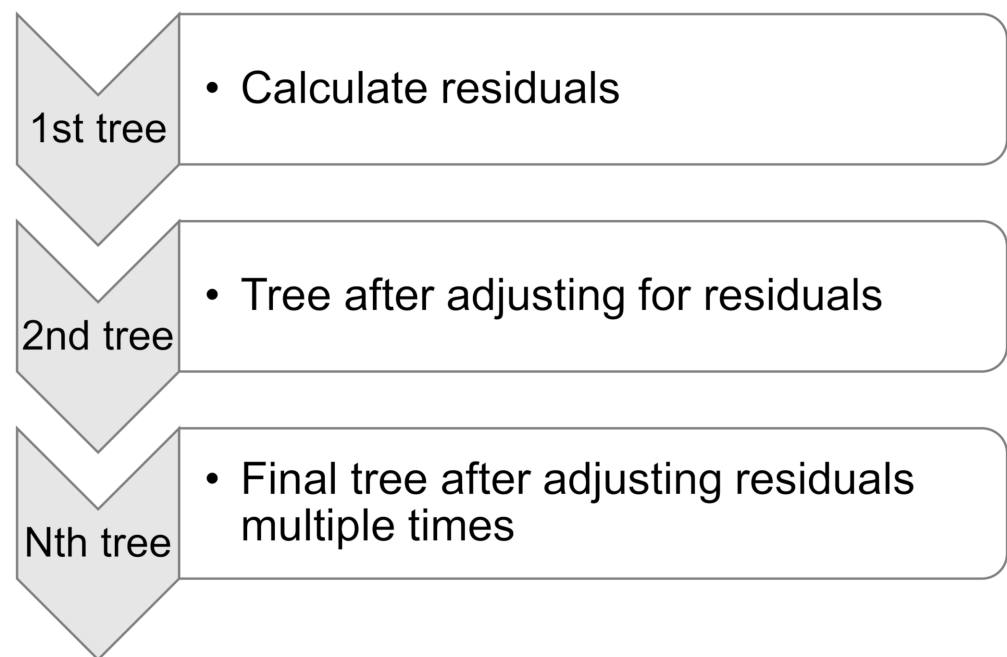 1st tree
• Calculate residuals
2nd tree
• Tree after adjusting for residuals
Nth tree
• Final tree after adjusting residuals
multiple times